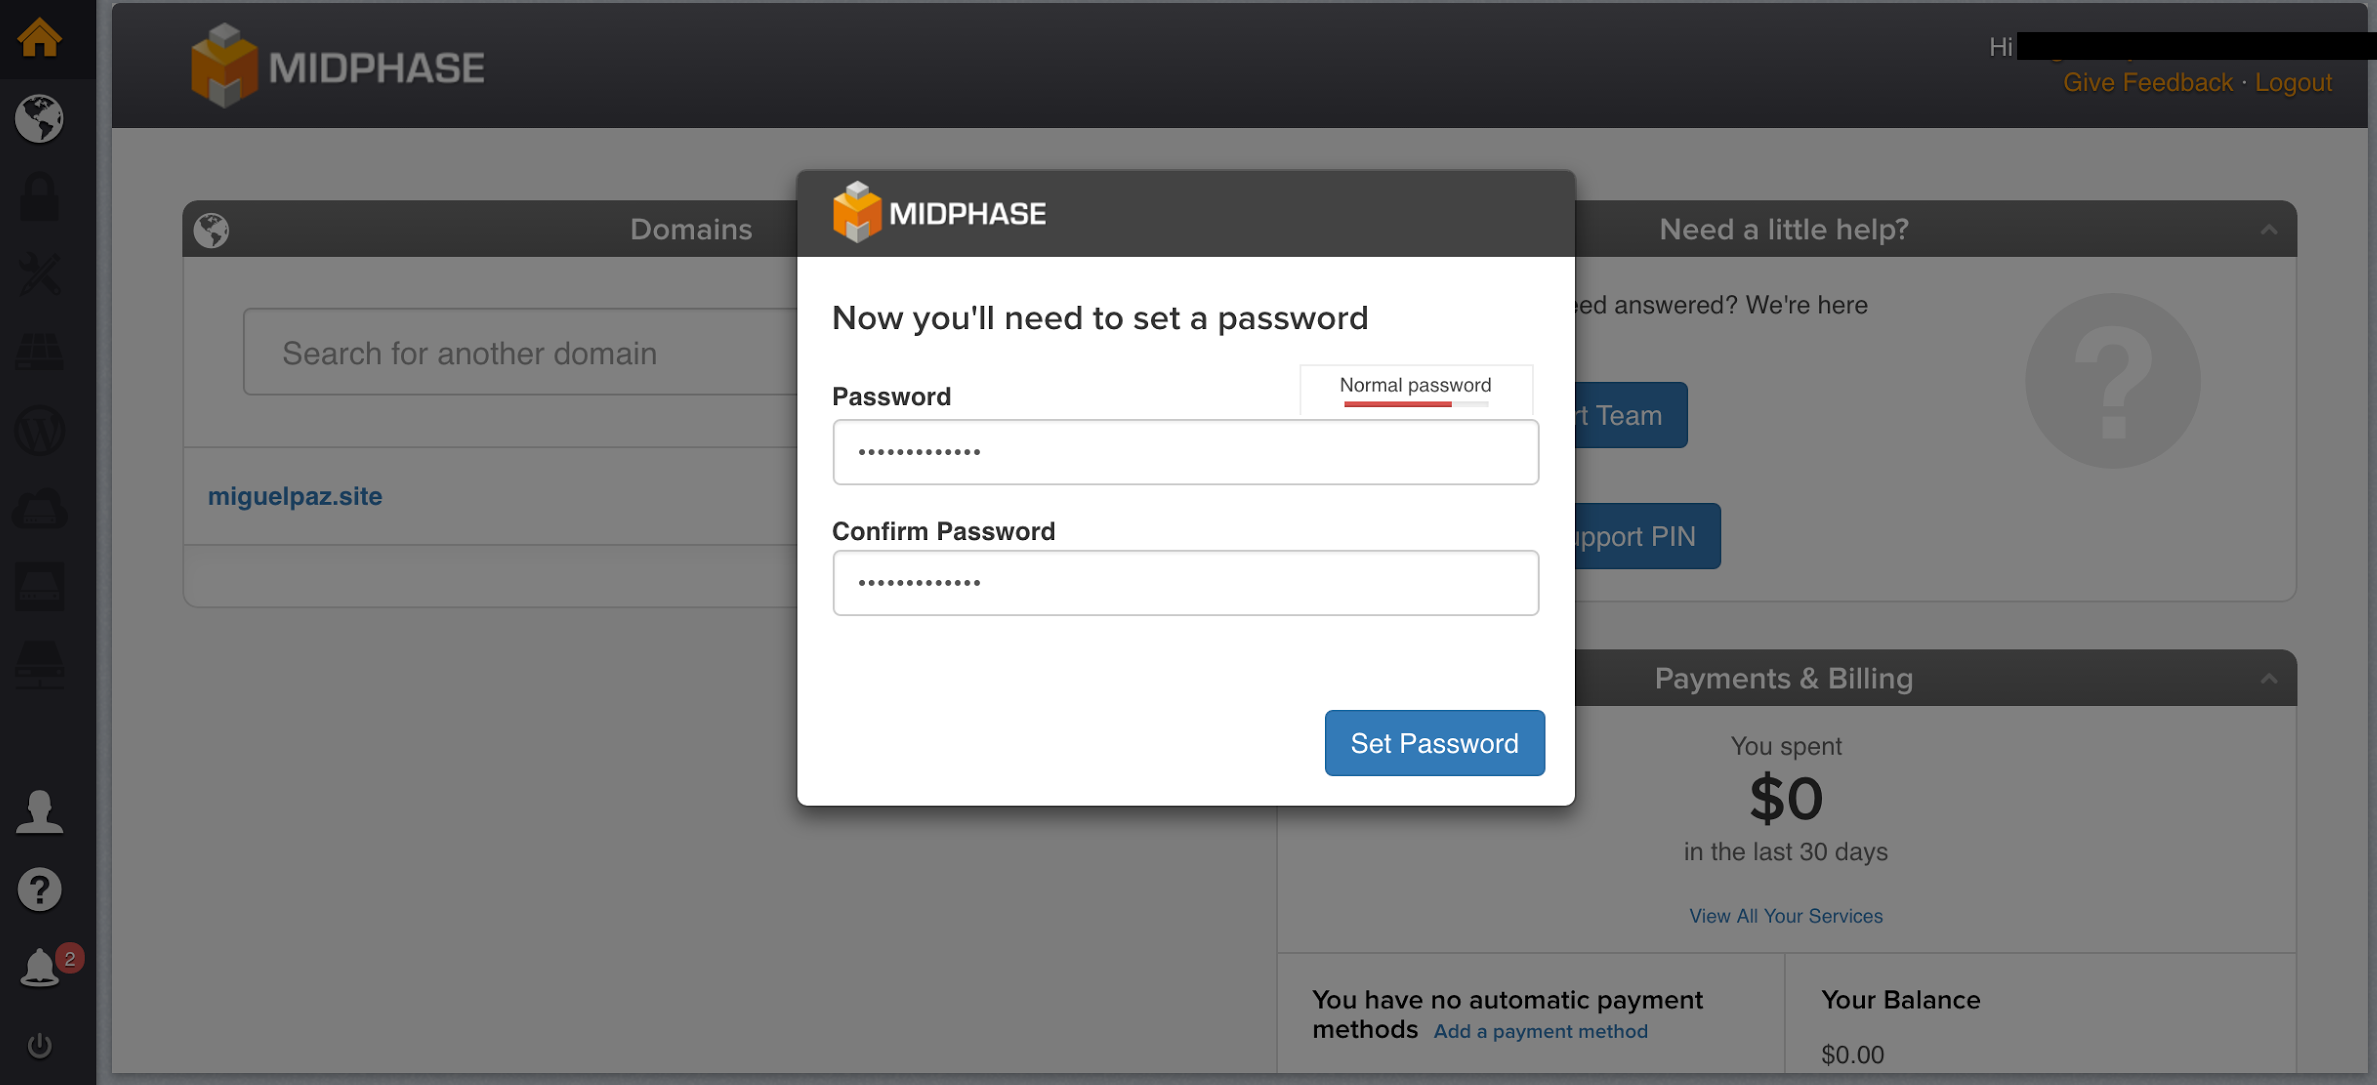 MIDPHASE
Hi
Give Feedback · Logout
Domains
Search for another domain
miguelpaz.site
MIDPHASE
Now you'll need to set a password
Password
Normal password
•••••••••••••
Confirm Password
•••••••••••••
Set Password
Need a little help?
answered? We're here
Team
PIN
Payments & Billing
You spent
$0
in the last 30 days
View All Your Services
You have no automatic payment
methods Add a payment method
Your Balance
$0.00
2